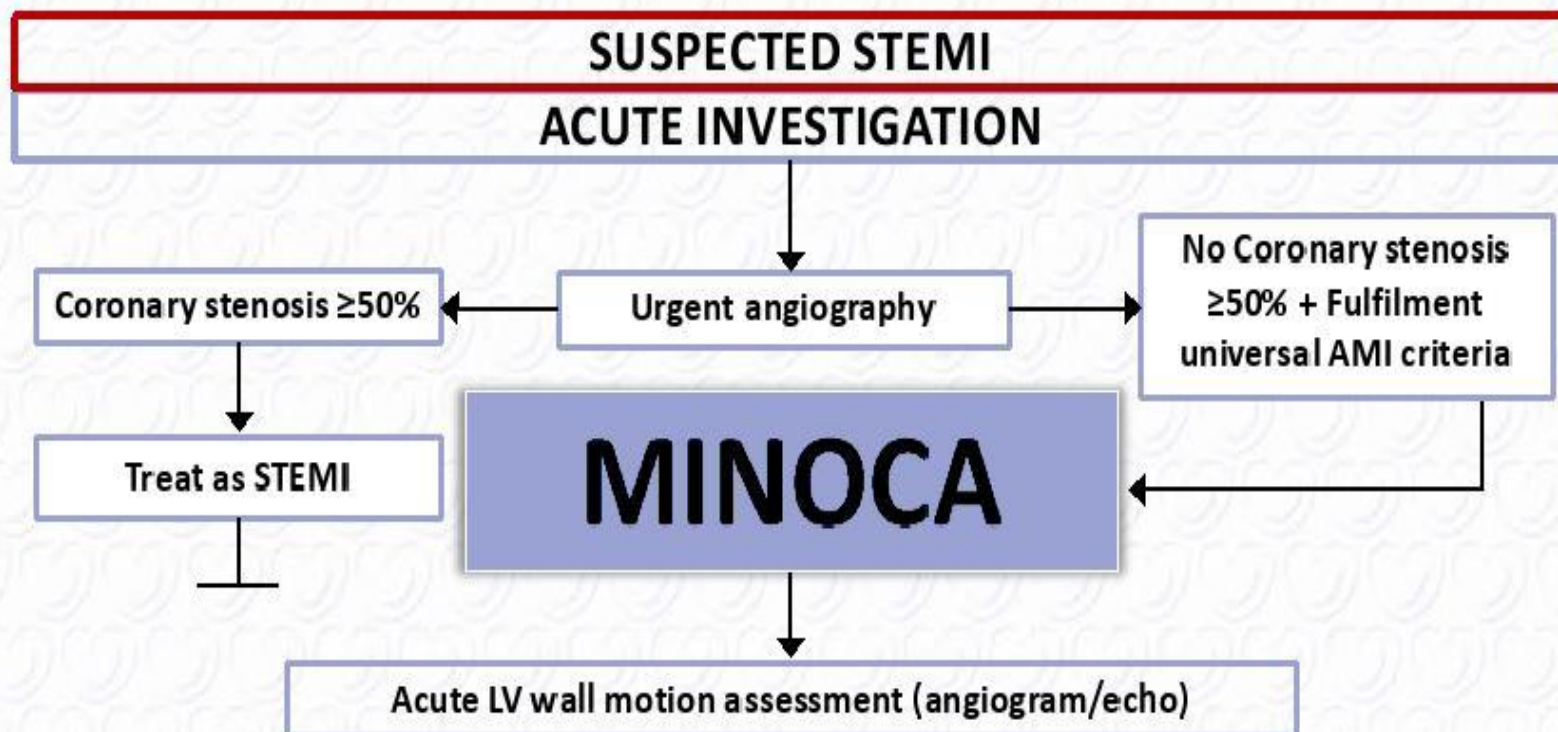 SUSPECTED STEMI
ACUTE INVESTIGATION
Coronary stenosis ≥50%
Urgent angiography
No Coronary stenosis
≥50% + Fulfilment
universal AMI criteria
Treat as STEMI
MINOCA
Acute LV wall motion assessment (angiogram/echo)